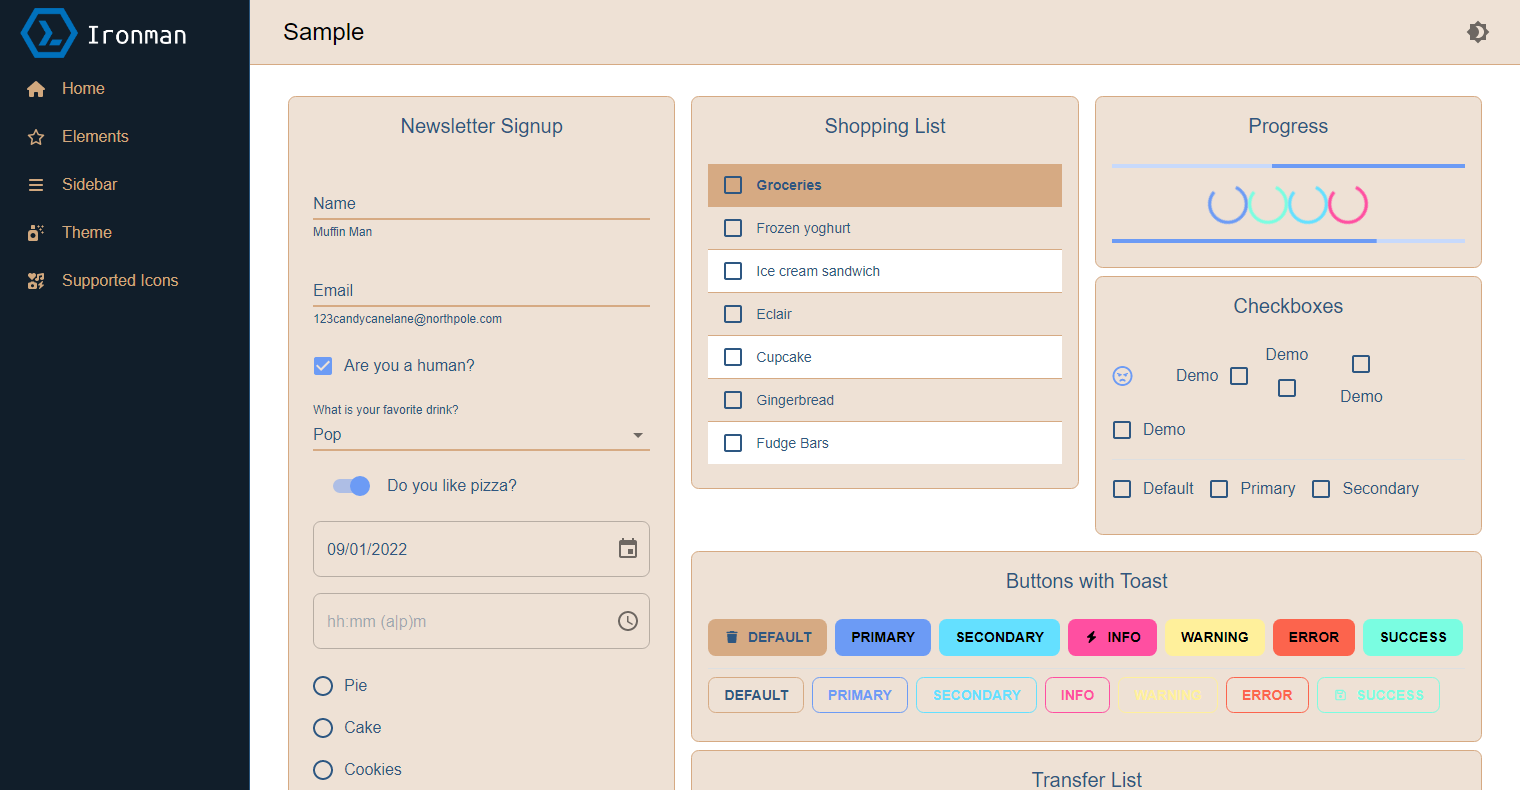 Ironman
Home
Elements
Sidebar
Theme
Supported Icons
Sample
Newsletter Signup
Name
Muffin Man
Email
123candycanelane@northpole.com
Are you a human?
What is your favorite drink?
Pop
Do you like pizza?
09/01/2022
hh:mm (a|p)m
Pie
Cake
Cookies
Shopping List
Groceries
Frozen yoghurt
Ice cream sandwich
Eclair
Cupcake
Gingerbread
Fudge Bars
Progress
Checkboxes
Demo
Demo
Demo
Demo
Default Primary Secondary
Buttons with Toast
DEFAULT PRIMARY SECONDARY INFO WARNING ERROR SUCCESS
DEFAULT PRIMARY SECONDARY INFO WARNING ERROR SUCCESS
Transfer List